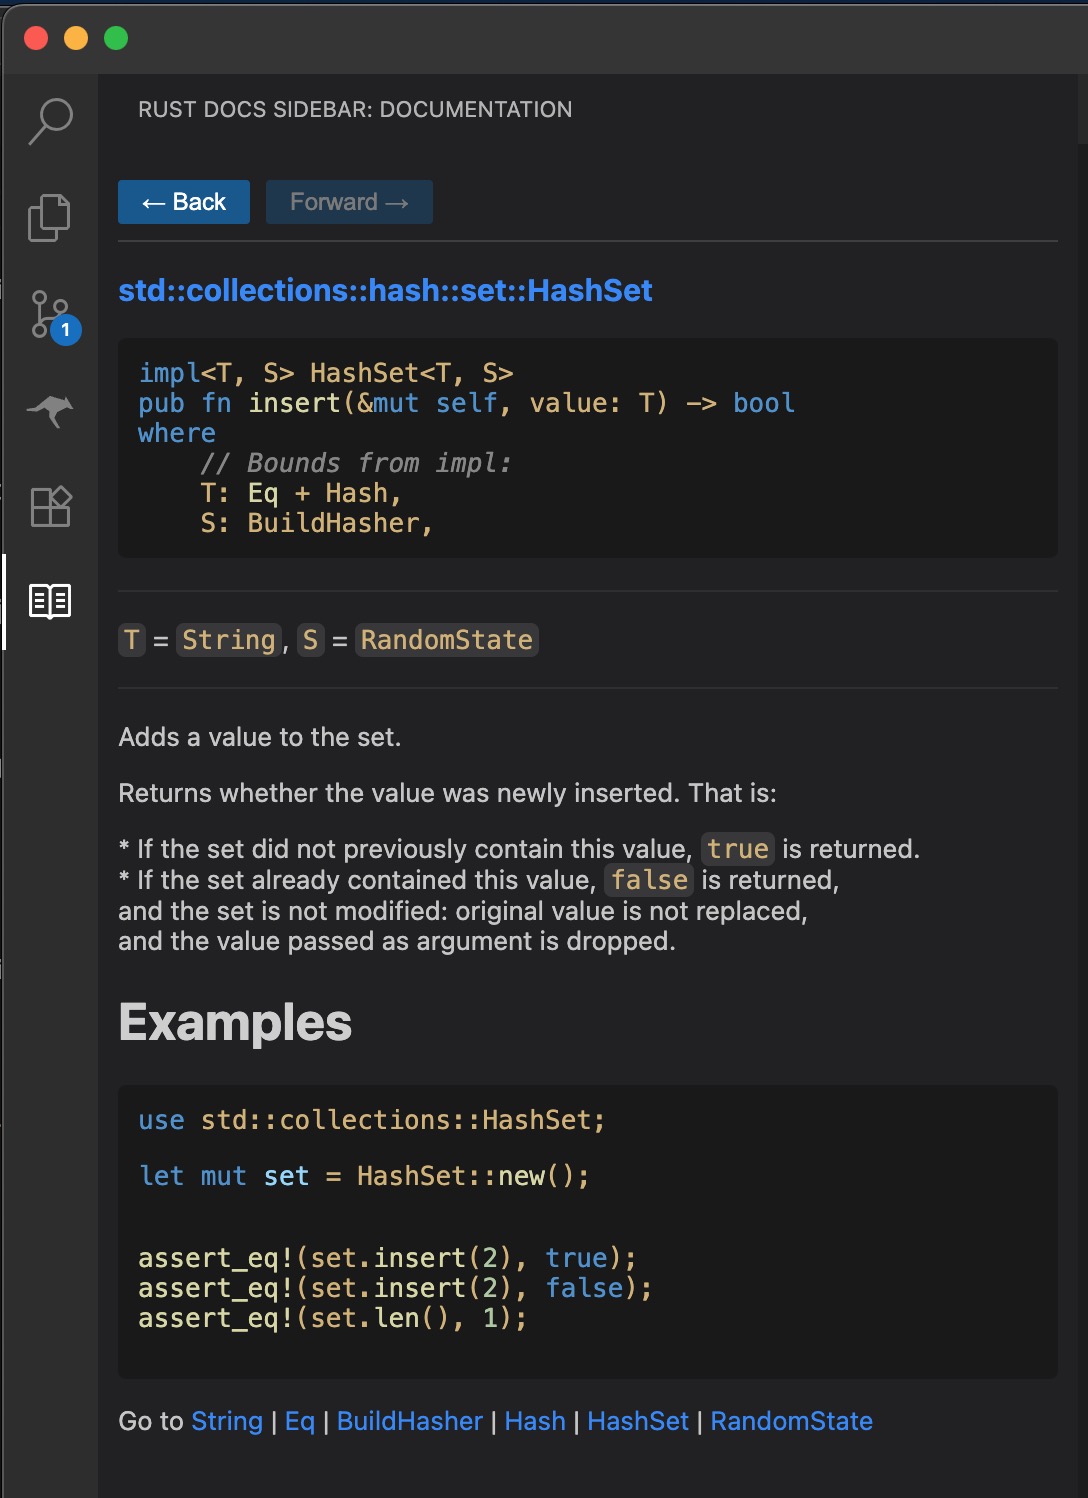 RUST DOCS SIDEBAR: DOCUMENTATION
← Back Forward →
std::collections::hash::set::HashSet
impl<T, S> HashSet<T, S>
pub fn insert(&mut self, value: T) -> bool
where
    // Bounds from impl:
    T: Eq + Hash,
    S: BuildHasher,
T = String, S = RandomState
Adds a value to the set.
Returns whether the value was newly inserted. That is:
* If the set did not previously contain this value, true is returned.
* If the set already contained this value, false is returned,
and the set is not modified: original value is not replaced,
and the value passed as argument is dropped.
Examples
use std::collections::HashSet;
let mut set = HashSet::new();
assert_eq!(set.insert(2), true);
assert_eq!(set.insert(2), false);
assert_eq!(set.len(), 1);
Go to String | Eq | BuildHasher | Hash | HashSet | RandomState
1